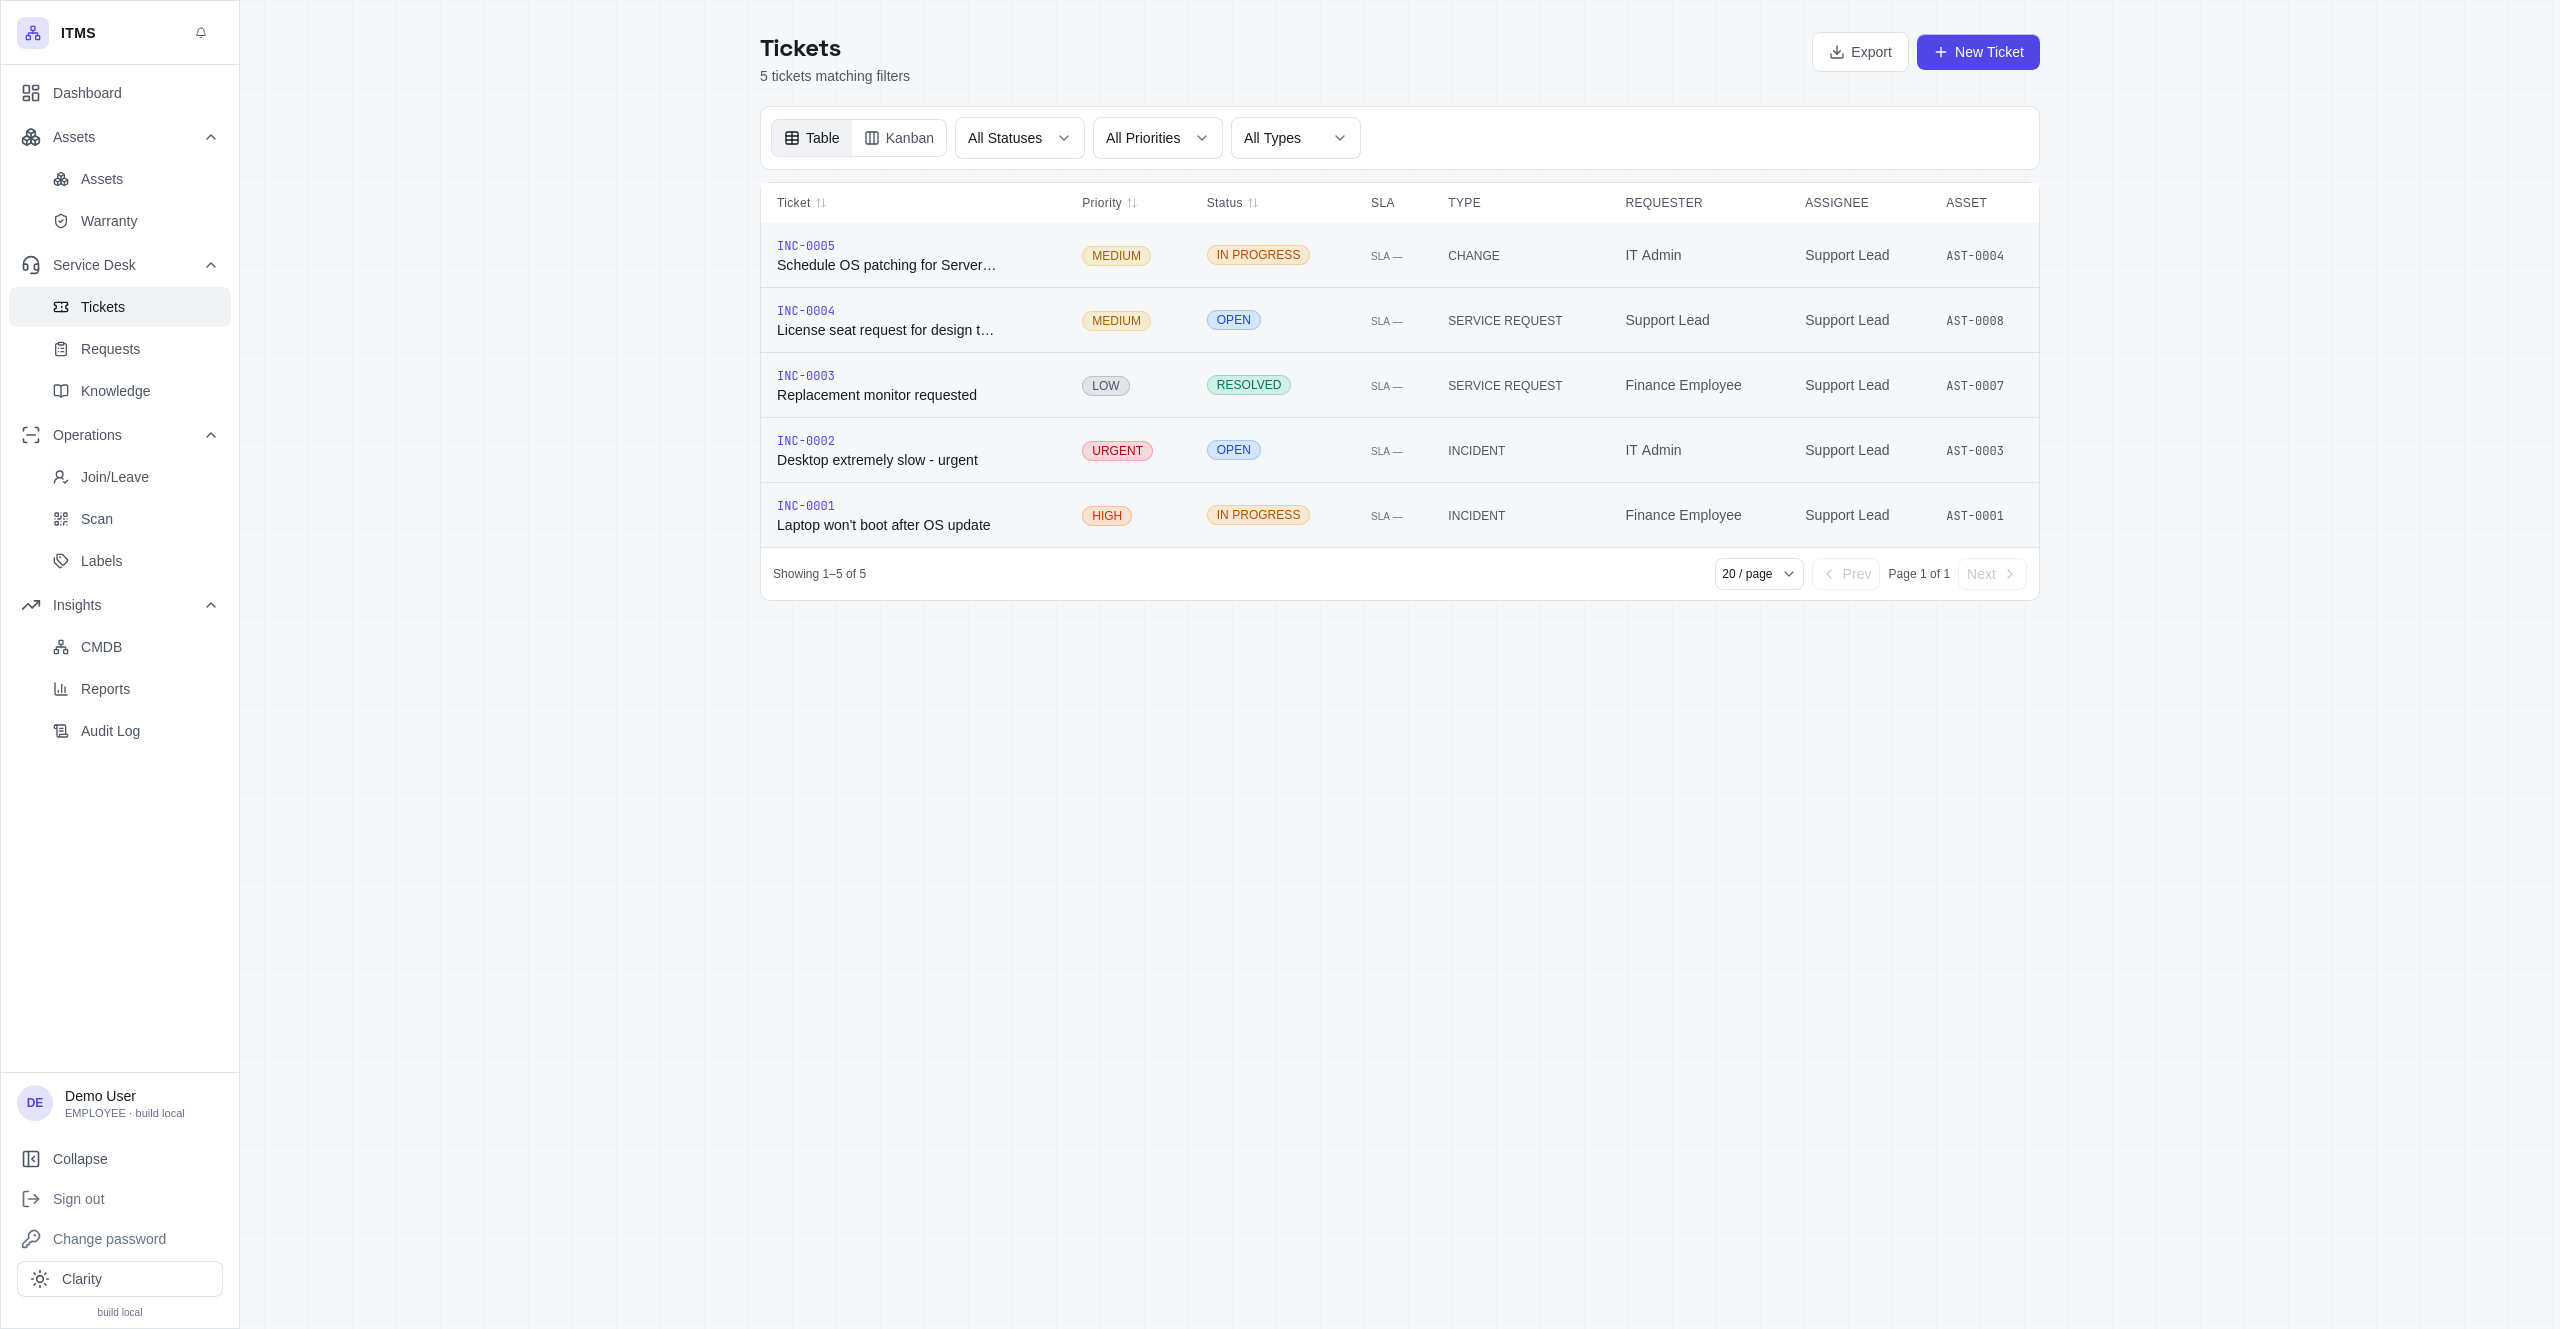 ITMS
Dashboard
Assets
Assets
Warranty
Service Desk
Tickets
Requests
Knowledge
Operations
Join/Leave
Scan
Labels
Insights
CMDB
Reports
Audit Log
DE
Demo User
EMPLOYEE · build local
Collapse
Sign out
Change password
Clarity
build local
Tickets
5 tickets matching filters
Export
New Ticket
Table Kanban All Statuses All Priorities All Types
Ticket Priority Status SLA TYPE REQUESTER ASSIGNEE ASSET
INC-0005
Schedule OS patching for Server… MEDIUM IN PROGRESS SLA — CHANGE IT Admin Support Lead AST-0004
INC-0004
License seat request for design t… MEDIUM OPEN SLA — SERVICE REQUEST Support Lead Support Lead AST-0008
INC-0003
Replacement monitor requested LOW RESOLVED SLA — SERVICE REQUEST Finance Employee Support Lead AST-0007
INC-0002
Desktop extremely slow - urgent URGENT OPEN SLA — INCIDENT IT Admin Support Lead AST-0003
INC-0001
Laptop won't boot after OS update HIGH IN PROGRESS SLA — INCIDENT Finance Employee Support Lead AST-0001
Showing 1–5 of 5 20 / page Prev Page 1 of 1 Next